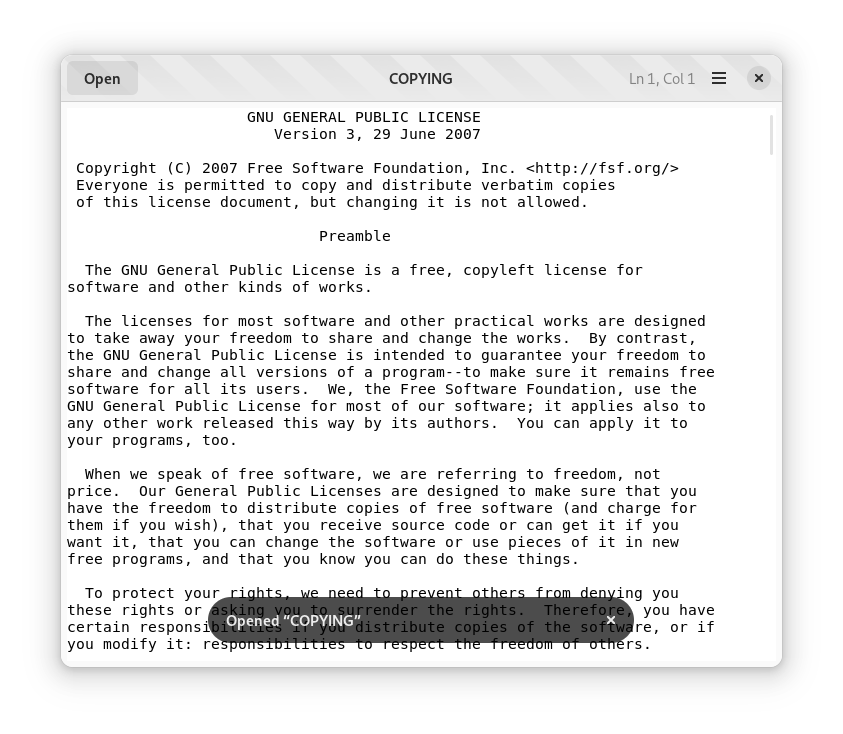 Open
COPYING
Ln 1, Col 1
GNU GENERAL PUBLIC LICENSE
Version 3, 29 June 2007
Copyright (C) 2007 Free Software Foundation, Inc. <http://fsf.org/>
Everyone is permitted to copy and distribute verbatim copies
of this license document, but changing it is not allowed.
Preamble
The GNU General Public License is a free, copyleft license for
software and other kinds of works.
The licenses for most software and other practical works are designed
to take away your freedom to share and change the works.  By contrast,
the GNU General Public License is intended to guarantee your freedom to
share and change all versions of a program--to make sure it remains free
software for all its users.  We, the Free Software Foundation, use the
GNU General Public License for most of our software; it applies also to
any other work released this way by its authors.  You can apply it to
your programs, too.
When we speak of free software, we are referring to freedom, not
price.  Our General Public Licenses are designed to make sure that you
have the freedom to distribute copies of free software (and charge for
them if you wish), that you receive source code or can get it if you
want it, that you can change the software or use pieces of it in new
free programs, and that you know you can do these things.
To protect your rights, we need to prevent others from denying you
these rights or asking you to surrender the rights.  Therefore, you have
certain responsibilities if you distribute copies of the software, or if
you modify it: responsibilities to respect the freedom of others.
Opened “COPYING”